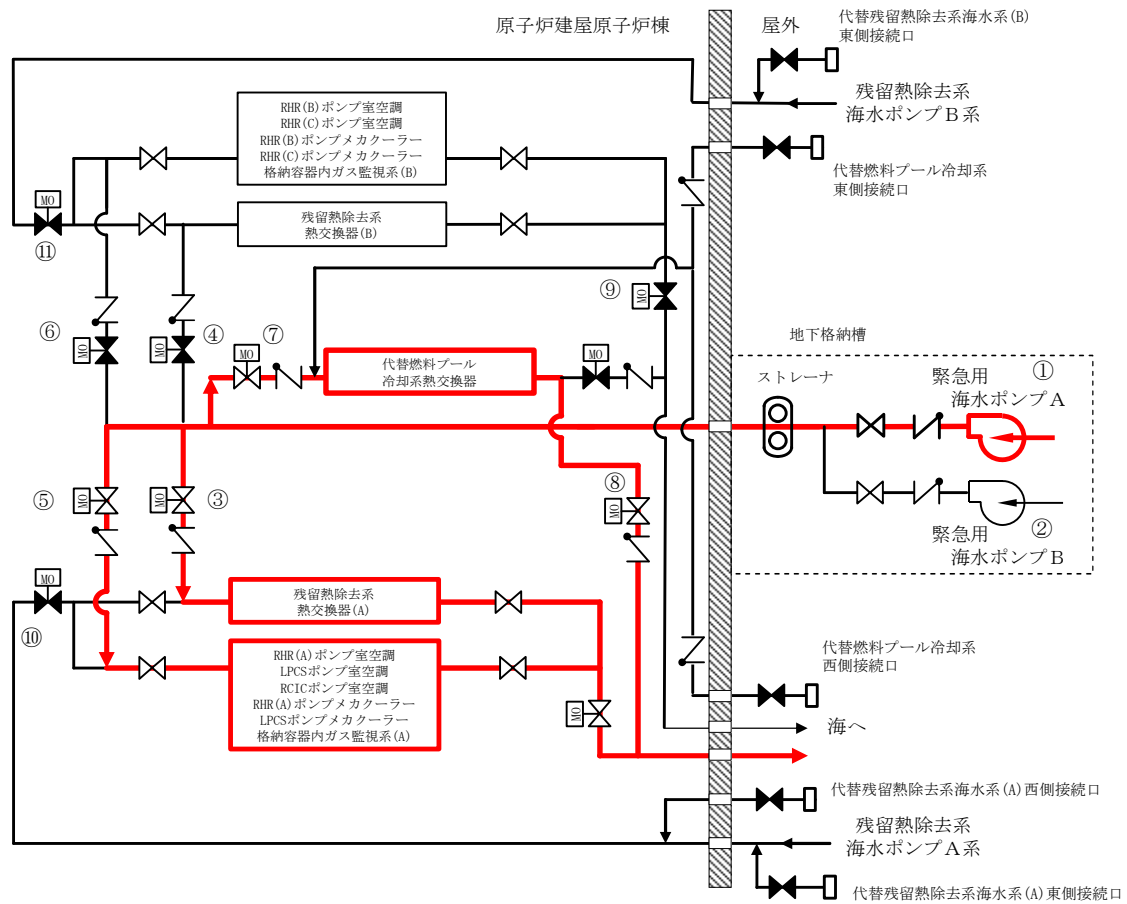 原子炉建屋原子炉棟
屋外
代替残留熱除去系海水系(B)
東側接続口
残留熱除去系
海水ポンプB系
代替燃料プール冷却系
東側接続口
RHR(B)ポンプ室空調
RHR(C)ポンプ室空調
RHR(B)ポンプメカクーラー
RHR(C)ポンプメカクーラー
格納容器内ガス監視系(B)
MO
⑪
残留熱除去系
熱交換器(B)
⑨
MO
⑥
MO
④
MO
⑦
MO
代替燃料プール
冷却系熱交換器
MO
地下格納槽
ストレーナ
緊急用
海水ポンプA
①
⑤
MO
③
MO
⑧
MO
緊急用
海水ポンプB
②
MO
⑩
残留熱除去系
熱交換器(A)
RHR(A)ポンプ室空調
LPCSポンプ室空調
RCICポンプ室空調
RHR(A)ポンプメカクーラー
LPCSポンプメカクーラー
格納容器内ガス監視系(A)
MO
代替燃料プール冷却系
西側接続口
海へ
代替残留熱除去系海水系(A)西側接続口
残留熱除去系
海水ポンプA系
代替残留熱除去系海水系(A)東側接続口